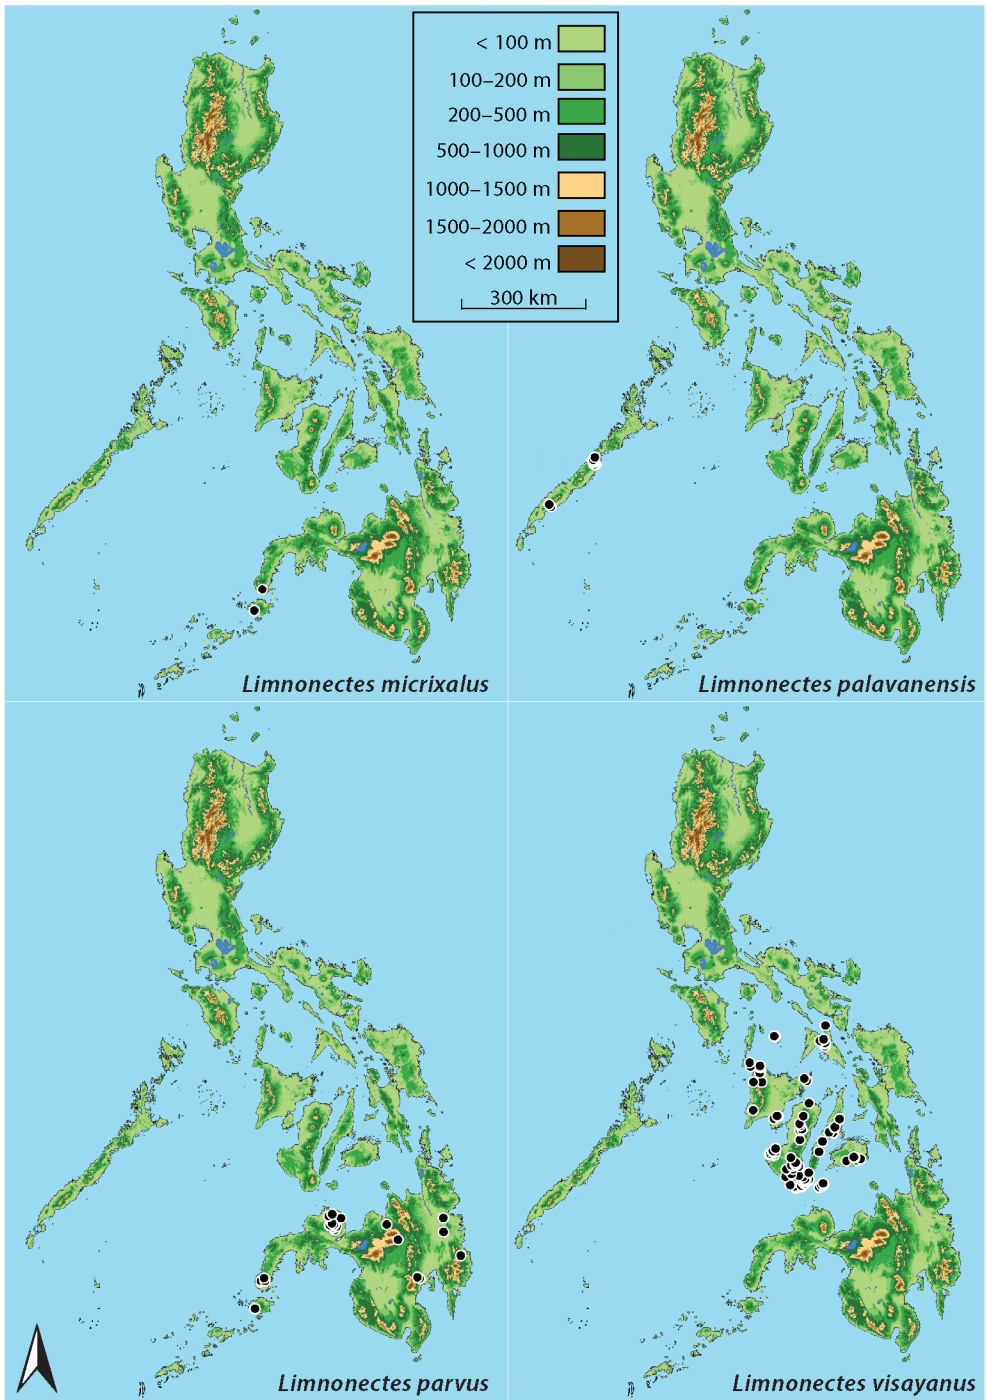 < 100 m
100–200 m
200–500 m
500–1000 m
1000–1500 m
1500–2000 m
< 2000 m
300 km
Limnonectes micrixalus
Limnonectes palavanensis
Limnonectes parvus
Limnonectes visayanus